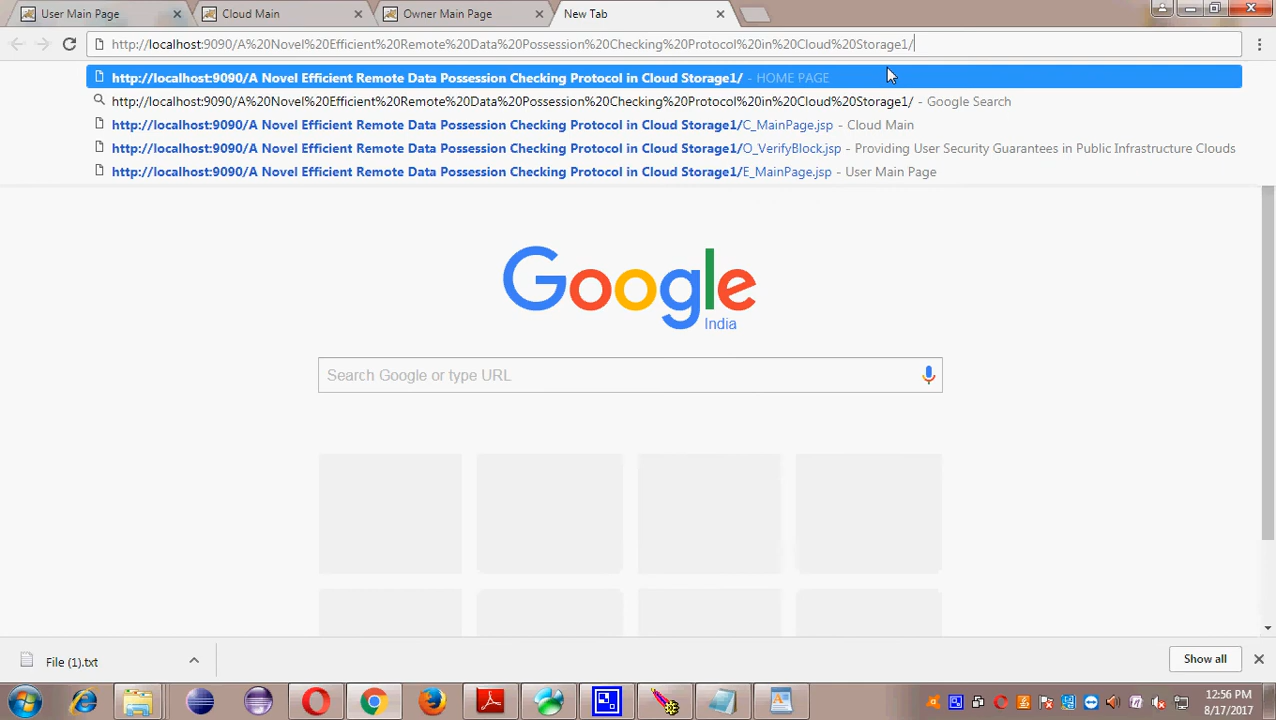 User Main Page
Cloud Main
Owner Main Page
New Tab
http://localhost:9090/A%20Novel%20Efficient%20Remote%20Data%20Possession%20Checking%20Protocol%20in%20Cloud%20Storage1/
http://localhost:9090/A Novel Efficient Remote Data Possession Checking Protocol in Cloud Storage1/ - HOME PAGE
http://localhost:9090/A%20Novel%20Efficient%20Remote%20Data%20Possession%20Checking%20Protocol%20in%20Cloud%20Storage1/ - Google Search
http://localhost:9090/A Novel Efficient Remote Data Possession Checking Protocol in Cloud Storage1/C_MainPage.jsp - Cloud Main
http://localhost:9090/A Novel Efficient Remote Data Possession Checking Protocol in Cloud Storage1/O_VerifyBlock.jsp - Providing User Security Guarantees in Public Infrastructure Clouds
http://localhost:9090/A Novel Efficient Remote Data Possession Checking Protocol in Cloud Storage1/E_MainPage.jsp - User Main Page
Google
India
Search Google or type URL
File (1).txt
Show all
12:56 PM
8/17/2017